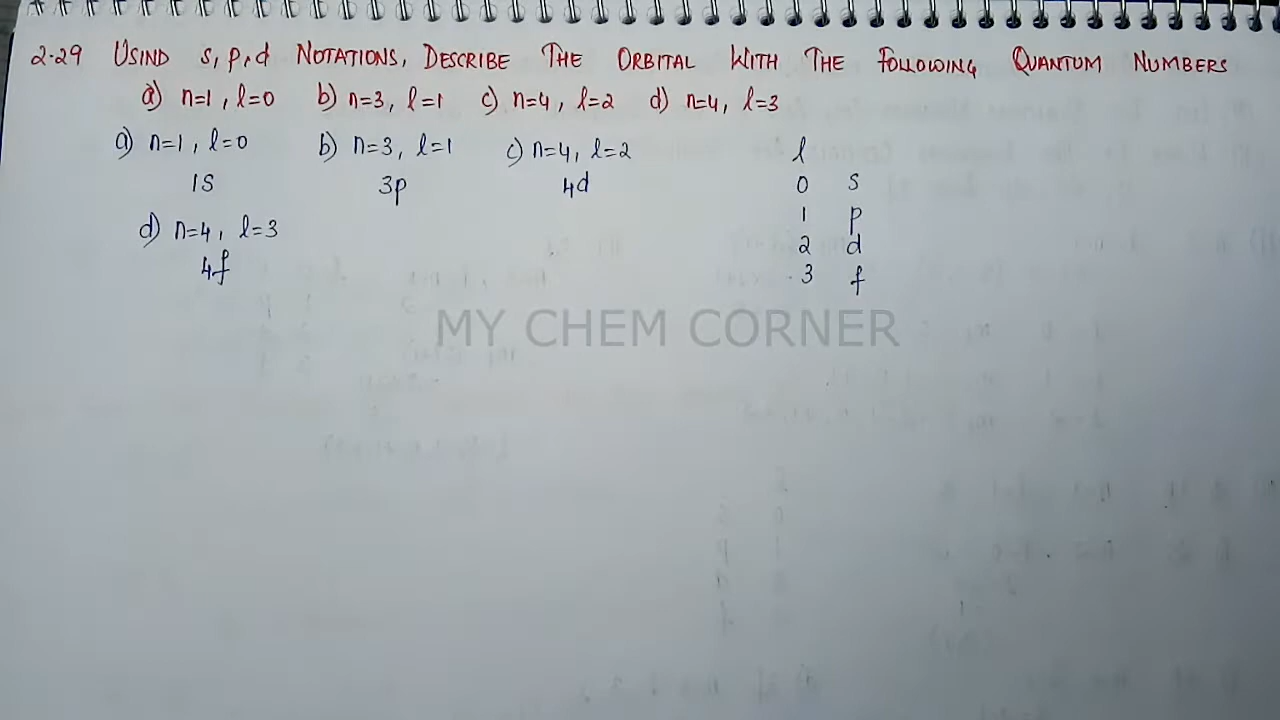 2.29 USIND s, p, d NOTATIONS, DESCRIBE THE ORBITAL WITH THE FOLLOWING QUANTUM NUMBERS
a) n=1, l=0 b) n=3, l=1 c) n=4, l=2 d) n=4, l=3
a) n=1, l=0 b) n=3, l=1 c) n=4, l=2
1s 3p 4d
d) n=4, l=3
4f
l
0 s
1 p
2 d
3 f
MY CHEM CORNER